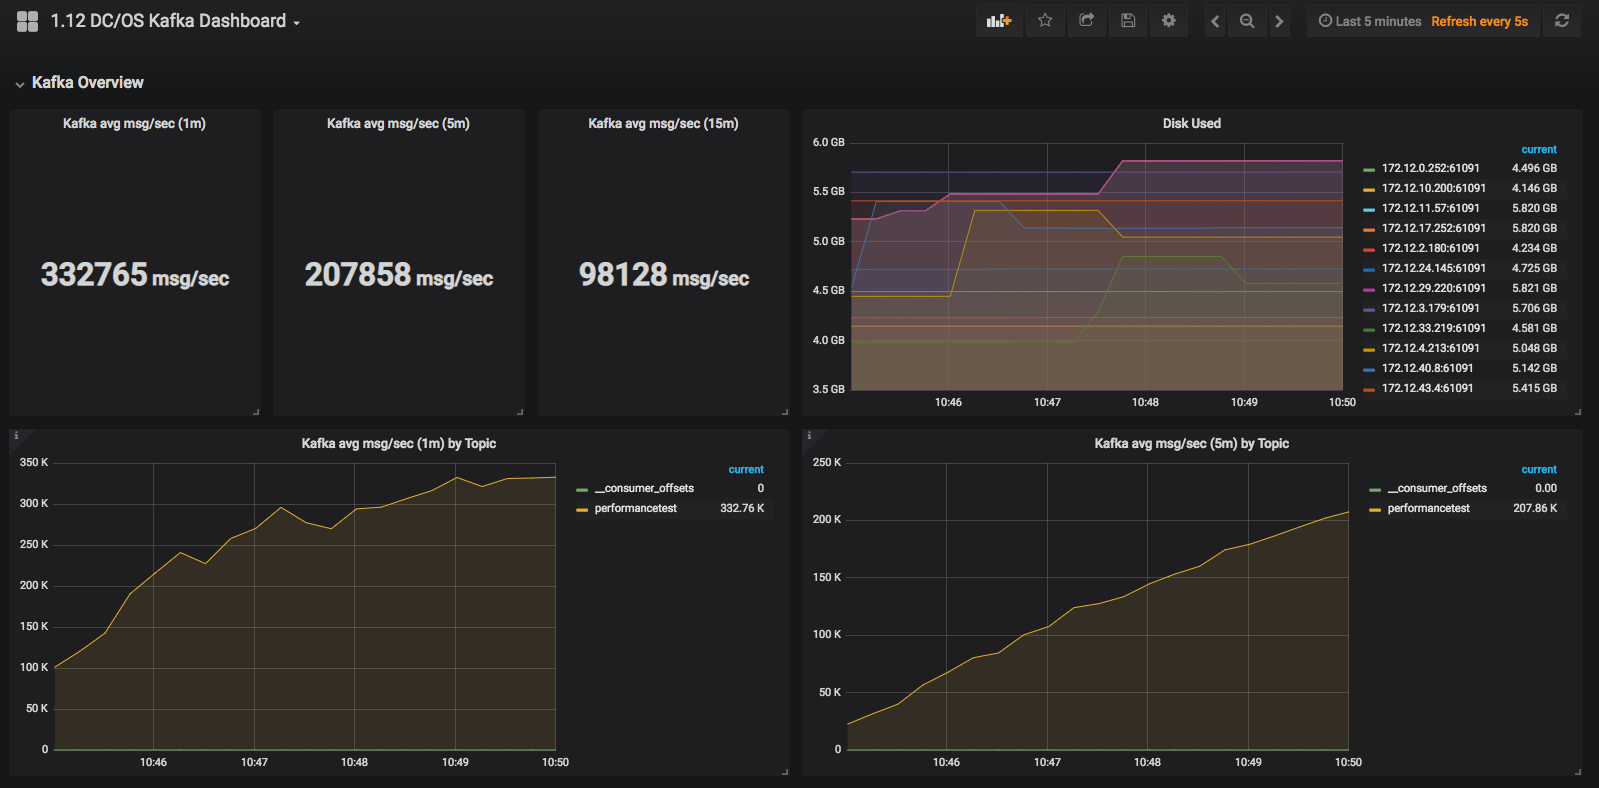 1.12 DC/OS Kafka Dashboard
Last 5 minutes Refresh every 5s
Kafka Overview
Kafka avg msg/sec (1m)
332765 msg/sec
Kafka avg msg/sec (5m)
207858 msg/sec
Kafka avg msg/sec (15m)
98128 msg/sec
Disk Used
6.0 GB
5.5 GB
5.0 GB
4.5 GB
4.0 GB
3.5 GB
10:46 10:47 10:48 10:49 10:50
current
172.12.0.252:61091 4.496 GB
172.12.10.200:61091 4.146 GB
172.12.11.57:61091 5.820 GB
172.12.17.252:61091 5.820 GB
172.12.2.180:61091 4.234 GB
172.12.24.145:61091 4.725 GB
172.12.29.220:61091 5.821 GB
172.12.3.179:61091 5.706 GB
172.12.33.219:61091 4.581 GB
172.12.4.213:61091 5.048 GB
172.12.40.8:61091 5.142 GB
172.12.43.4:61091 5.415 GB
Kafka avg msg/sec (1m) by Topic
350 K
300 K
250 K
200 K
150 K
100 K
50 K
0
10:46 10:47 10:48 10:49 10:50
current
__consumer_offsets 0
performancetest 332.76 K
Kafka avg msg/sec (5m) by Topic
250 K
200 K
150 K
100 K
50 K
0
10:46 10:47 10:48 10:49 10:50
current
__consumer_offsets 0.00
performancetest 207.86 K